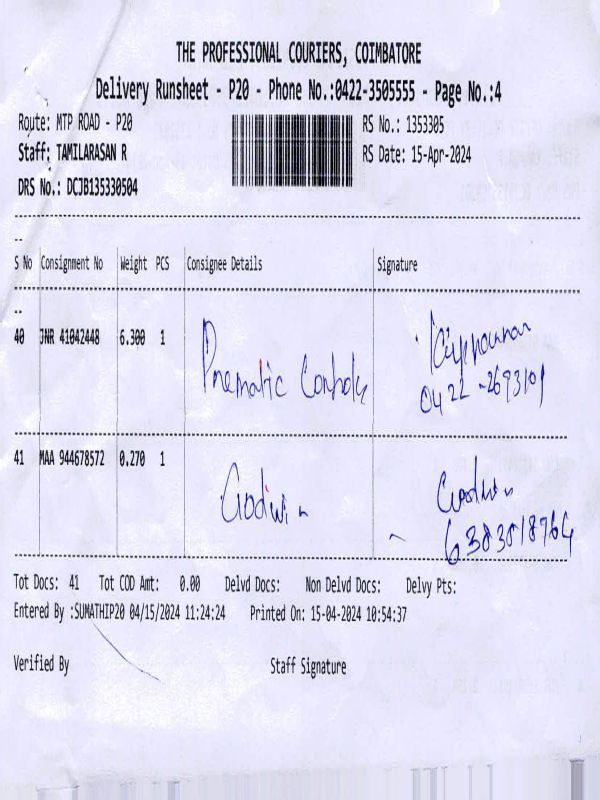 THE PROFESSIONAL COURIERS, COIMBATORE
Delivery Runsheet - P20 - Phone No.:0422-3505555 - Page No.:4
Route: MTP ROAD - P20 RS No.: 1353305
Staff: TAMILARASAN R RS Date: 15-Apr-2024
DRS No.: DCJB135330504
S No Consignment No Weight PCS Consignee Details Signature
40 JNR 41042448 6.300 1 Pnematic Controls
0422-2693101
41 MAA 944678572 0.270 1 Godwin Godwin
6383818764
Tot Docs: 41 Tot COD Amt: 0.00 Delvd Docs: Non Delvd Docs: Delvy Pts:
Entered By :SUMATHIP20 04/15/2024 11:24:24 Printed On: 15-04-2024 10:54:37
Verified By Staff Signature